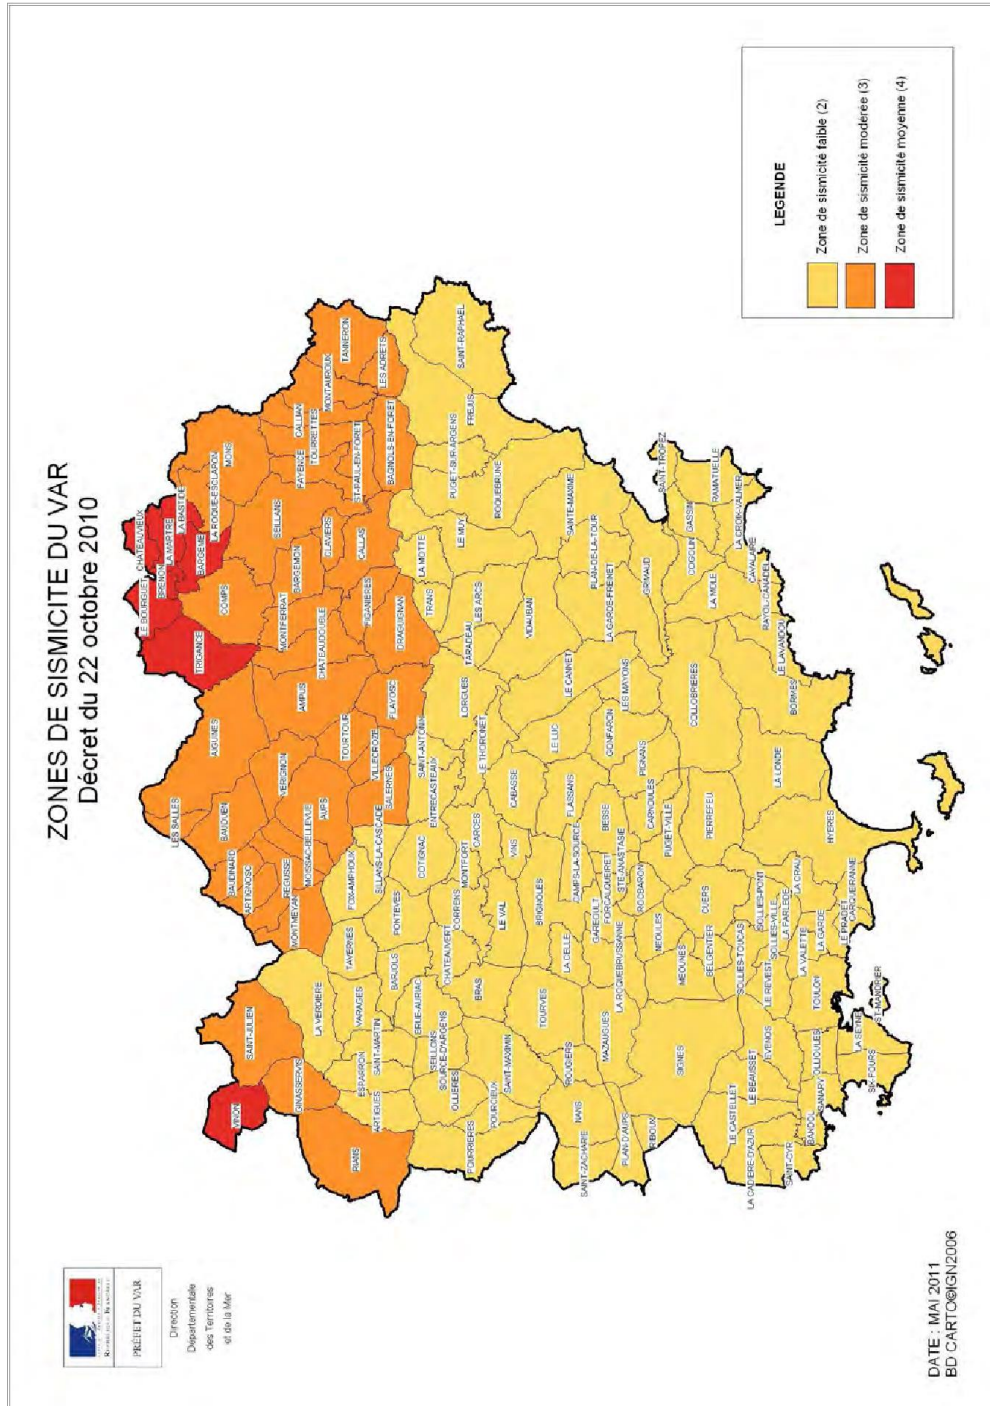 ZONES DE SISMICITE DU VAR
Décret du 22 octobre 2010
PRÉFET DU VAR
Direction
Départementale
des Territoires
et de la Mer
LEGENDE
Zone de sismicité faible (2)
Zone de sismicité modérée (3)
Zone de sismicité moyenne (4)
VINON
SAINT-JULIEN
GINASSERVIS
RIANS
LA VERDIERE
VARAGES
TAVERNES
MONTMEYAN
ARTIGNOSC
BAUDINARD
REGUSSE
MOISSAC-BELLEVUE
BAUDUEN
LES SALLES
AIGUINES
VERIGNON
AUPS
TOURTOUR
VILLECROZE
SALERNES
AMPUS
FLAYOSC
TRIGANCE
LE BOURGUET
BRENON
CHATEAUVIEUX
LA MARTRE
LA BASTIDE
BARGEME
LA ROQUE-ESCLAPON
COMPS
MONS
SEILLANS
MONTFERRAT
BARGEMON
CHATEAUDOUBLE
CLAVIERS
CALLAS
FIGANIERES
DRAGUIGNAN
FAYENCE
CALLIAN
TOURRETTES
MONTAUROUX
TANNERON
ST-PAUL-EN-FORET
LES ADRETS
BAGNOLS-EN-FORET
ESPARRON
SAINT-MARTIN
ARTIGUES
BARJOLS
PONTEVES
FOX-AMPHOUX
SILLANS-LA-CASCADE
COTIGNAC
ENTRECASTEAUX
SAINT-ANTONIN
LORGUES
TARADEAU
TRANS
LA MOTTE
LES ARCS
LE MUY
PUGET-SUR-ARGENS
FREJUS
SAINT-RAPHAEL
ROQUEBRUNE
BRUE-AURIAC
SEILLONS
SOURCE-D'ARGENS
OLLIERES
POURRIERES
POURCIEUX
SAINT-MAXIMIN
BRAS
CHATEAUVERT
CORRENS
MONTFORT
CARCES
LE THORONET
LE VAL
VINS
CABASSE
VIDAUBAN
SAINTE-MAXIME
PLAN-DE-LA-TOUR
BRIGNOLES
TOURVES
ROUGIERS
NANS
SAINT-ZACHARIE
PLAN-D'AUPS
RIBOUX
MAZAUGUES
LA CELLE
CAMPS-LA-SOURCE
FLASSANS
LE LUC
LE CANNET
LA GARDE-FREINET
LES MAYONS
GRIMAUD
GAREOULT
FORCALQUEIRET
STE-ANASTASIE
BESSE
GONFARON
PIGNANS
CARNOULES
LA ROQUEBRUSSANNE
ROCBARON
PUGET-VILLE
NEOULES
MEOUNES
SIGNES
BELGENTIER
CUERS
PIERREFEU
COLLOBRIERES
COGOLIN
GASSIN
SAINT-TROPEZ
RAMATUELLE
LA MOLE
LA CROIX-VALMER
CAVALAIRE
RAYOL-CANADEL
LE LAVANDOU
BORMES
LA LONDE
HYERES
SOLLIES-TOUCAS
SOLLIES-PONT
SOLLIES-VILLE
LA FARLEDE
LA CRAU
LE REVEST
LA VALETTE
LA GARDE
LE PRADET
CARQUEIRANNE
TOULON
EVENOS
LE BEAUSSET
LE CASTELLET
LA CADIERE-D'AZUR
SAINT-CYR
BANDOL
SANARY
OLLIOULES
SIX-FOURS
LA SEYNE
ST-MANDRIER
DATE : MAI 2011
BD CARTO©IGN2006